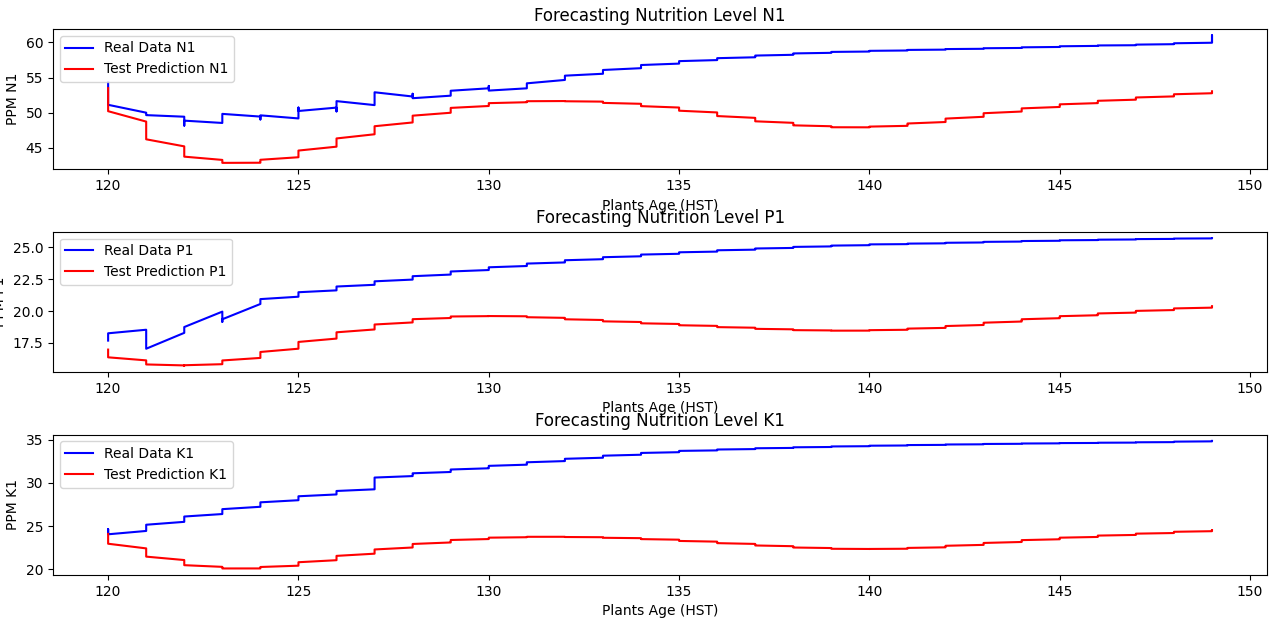 Forecasting Nutrition Level N1
PPM N1
60
55
50
45
Real Data N1
Test Prediction N1
120 125 130 135 140 145 150
Plants Age (HST)
Forecasting Nutrition Level P1
25.0
22.5
20.0
17.5
Real Data P1
Test Prediction P1
120 125 130 135 140 145 150
Plants Age (HST)
Forecasting Nutrition Level K1
PPM K1
35
30
25
20
Real Data K1
Test Prediction K1
120 125 130 135 140 145 150
Plants Age (HST)